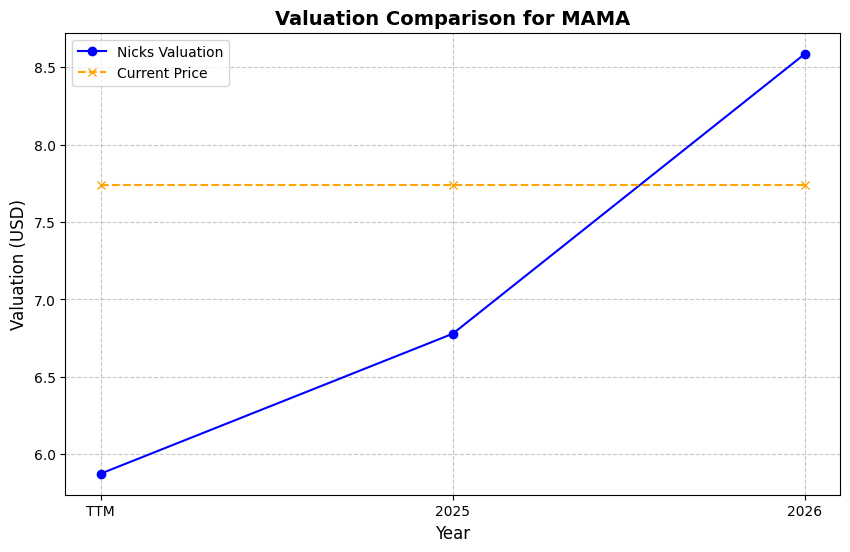 Valuation Comparison for MAMA
Nicks Valuation
Current Price
Valuation (USD)
8.5
8.0
7.5
7.0
6.5
6.0
TTM
2025
2026
Year